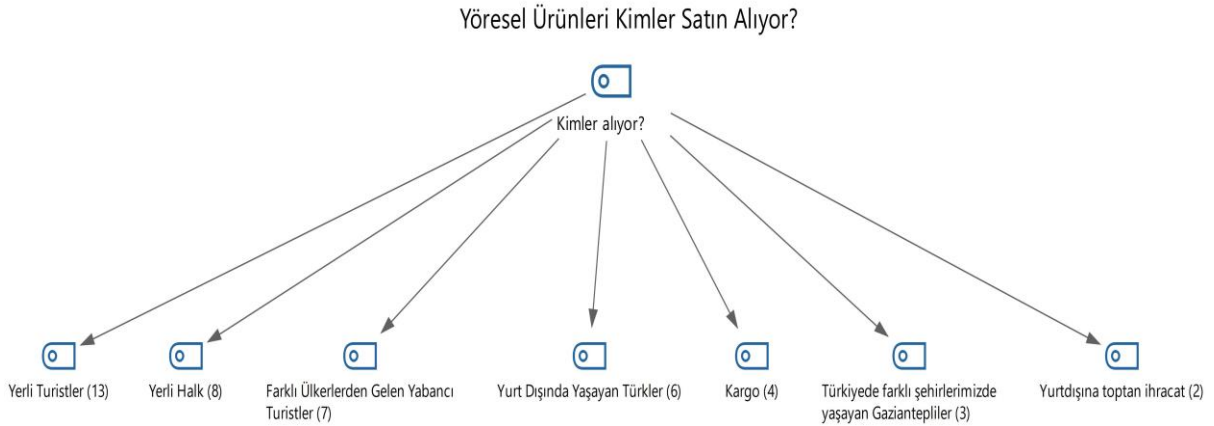 Yöresel Ürünleri Kimler Satın Alıyor?
Kimler alıyor?
Yerli Turistler (13)
Yerli Halk (8)
Farklı Ülkerlerden Gelen Yabancı
Turistler (7)
Yurt Dışında Yaşayan Türkler (6)
Kargo (4)
Türkiyede farklı şehirlerimizde
yaşayan Gaziantepliler (3)
Yurtdışına toptan ihracat (2)